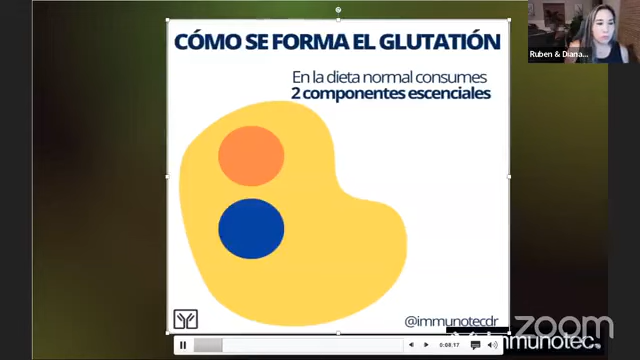 CÓMO SE FORMA EL GLUTATIÓN
En la dieta normal consumes
2 componentes escenciales
@immunotecdr
Ruben & Diana...
zoom
immunotec
0:08:17